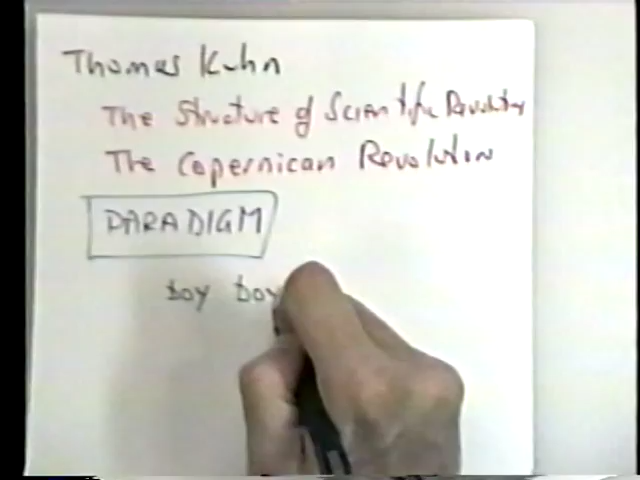 Thomas Kuhn
The Structure of Scientific Revolutions
The Copernican Revolution
PARADIGM
boy boy